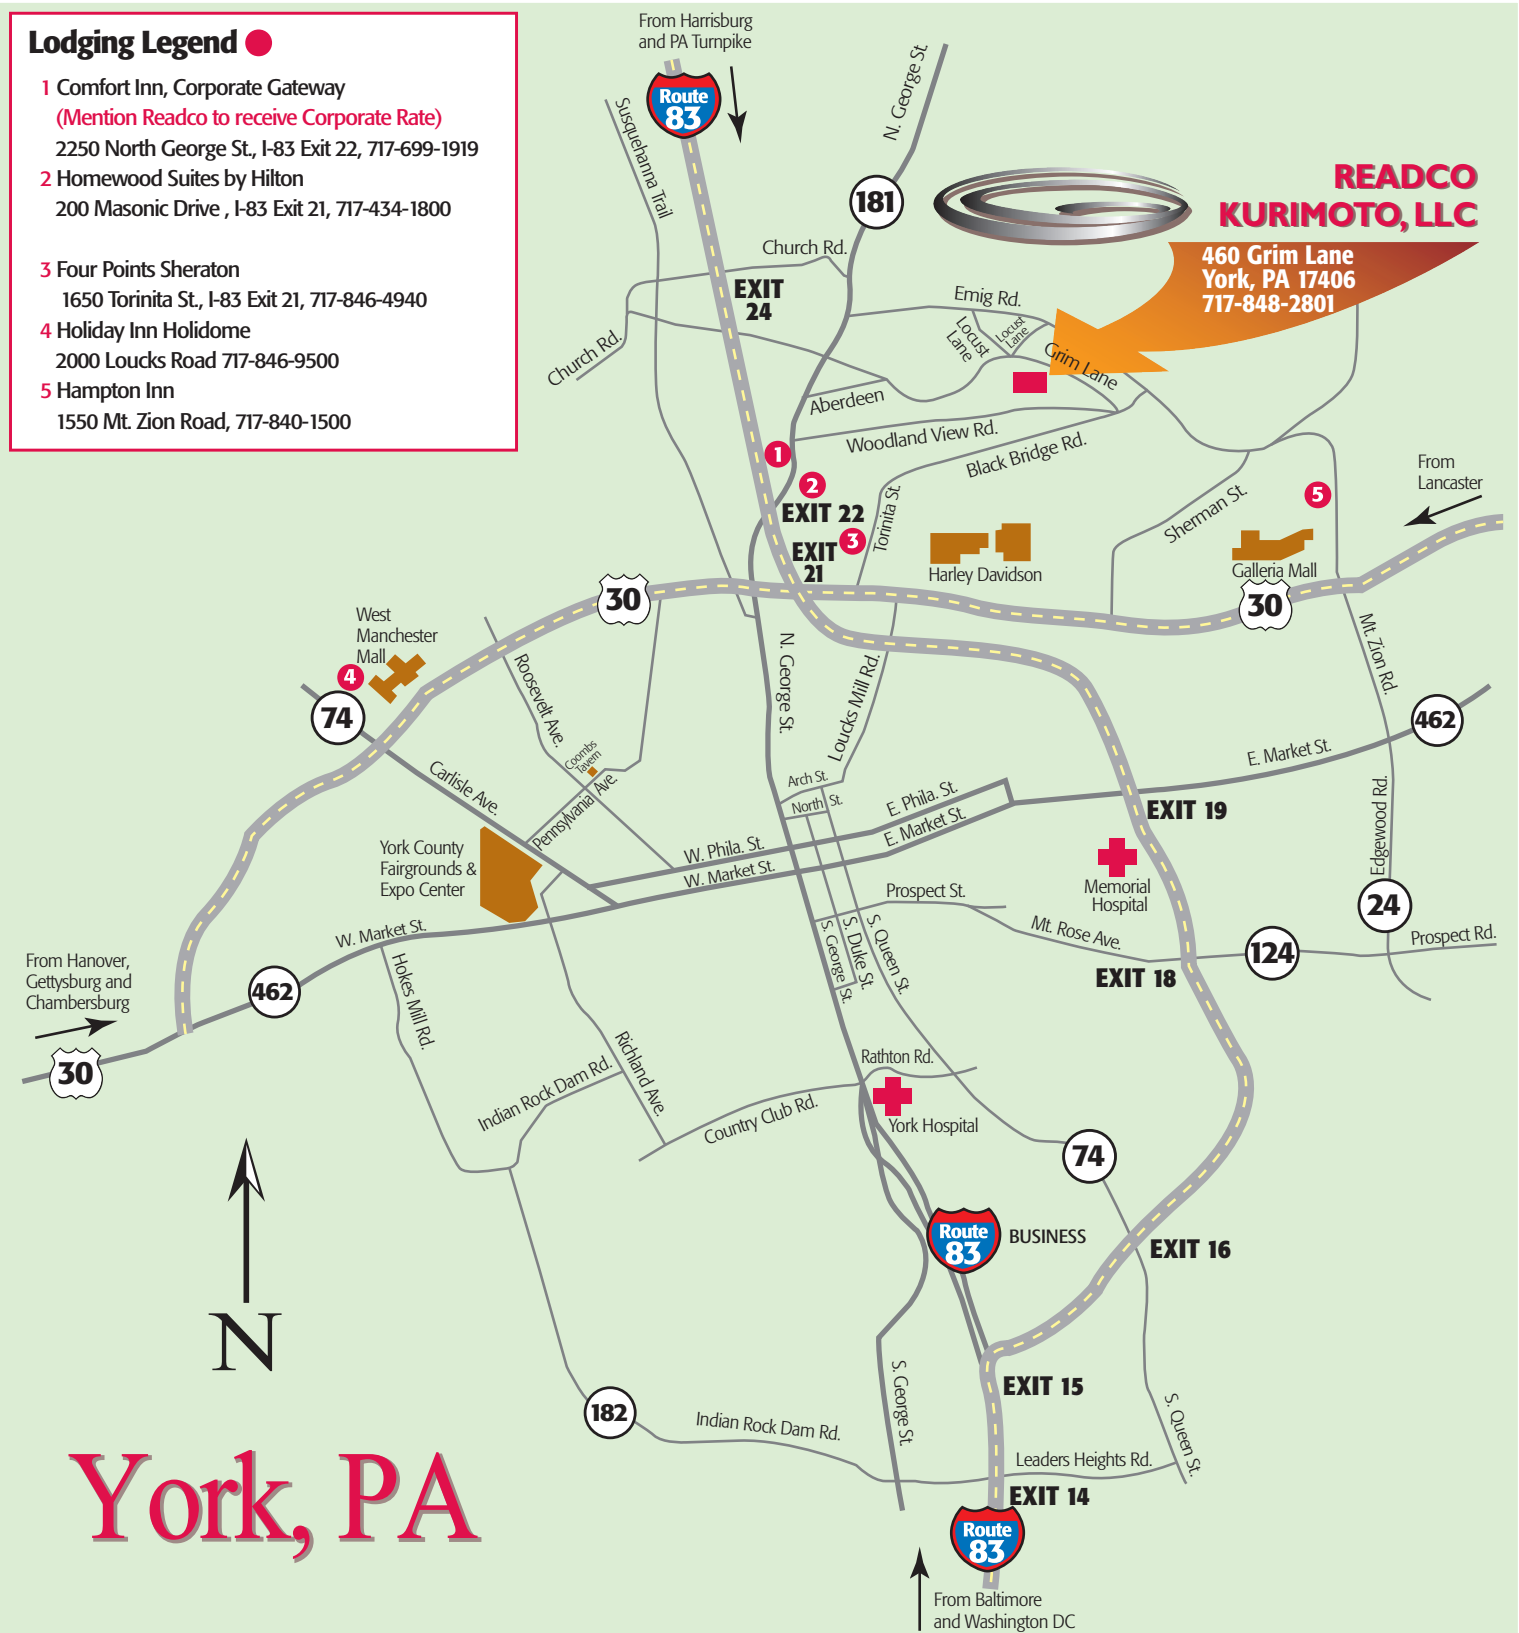 Lodging Legend
1 Comfort Inn, Corporate Gateway
(Mention Readco to receive Corporate Rate)
2250 North George St., I-83 Exit 22, 717-699-1919
2 Homewood Suites by Hilton
200 Masonic Drive , I-83 Exit 21, 717-434-1800
3 Four Points Sheraton
1650 Torinita St., I-83 Exit 21, 717-846-4940
4 Holiday Inn Holidome
2000 Loucks Road 717-846-9500
5 Hampton Inn
1550 Mt. Zion Road, 717-840-1500
From Harrisburg
and PA Turnpike
Route
83
Susquehanna Trail
N. George St
181
READCO
KURIMOTO, LLC
460 Grim Lane
York, PA 17406
717-848-2801
Church Rd.
EXIT
24
Emig Rd.
Locust
Lane
Locust
Lane
Grim Lane
Church Rd.
Aberdeen
Woodland View Rd.
Black Bridge Rd.
1
2
EXIT 22
3
EXIT
21
Torinita St.
Harley Davidson
Sherman St.
5
From
Lancaster
Galleria Mall
30
30
West
Manchester
Mall
4
74
Roosevelt Ave.
N. George St.
Loucks Mill Rd.
Mt. Zion Rd.
462
E. Market St.
Coombs
Tavern
Carlisle Ave.
Pennsylvania Ave.
Arch St.
North St.
E. Phila. St.
E. Market St.
EXIT 19
Edgewood Rd.
York County
Fairgrounds &
Expo Center
W. Phila. St.
W. Market St.
Memorial
Hospital
Prospect St.
24
W. Market St.
Mt. Rose Ave.
124
Prospect Rd.
S. George St.
S. Duke St.
S. Queen St.
EXIT 18
From Hanover,
Gettysburg and
Chambersburg
462
30
Hokes Mill Rd.
Richland Ave.
Indian Rock Dam Rd.
Rathton Rd.
Country Club Rd.
York Hospital
74
Route
83
BUSINESS
EXIT 16
N
S. George St.
EXIT 15
182
Indian Rock Dam Rd.
S. Queen St.
Leaders Heights Rd.
EXIT 14
York, PA
Route
83
From Baltimore
and Washington DC